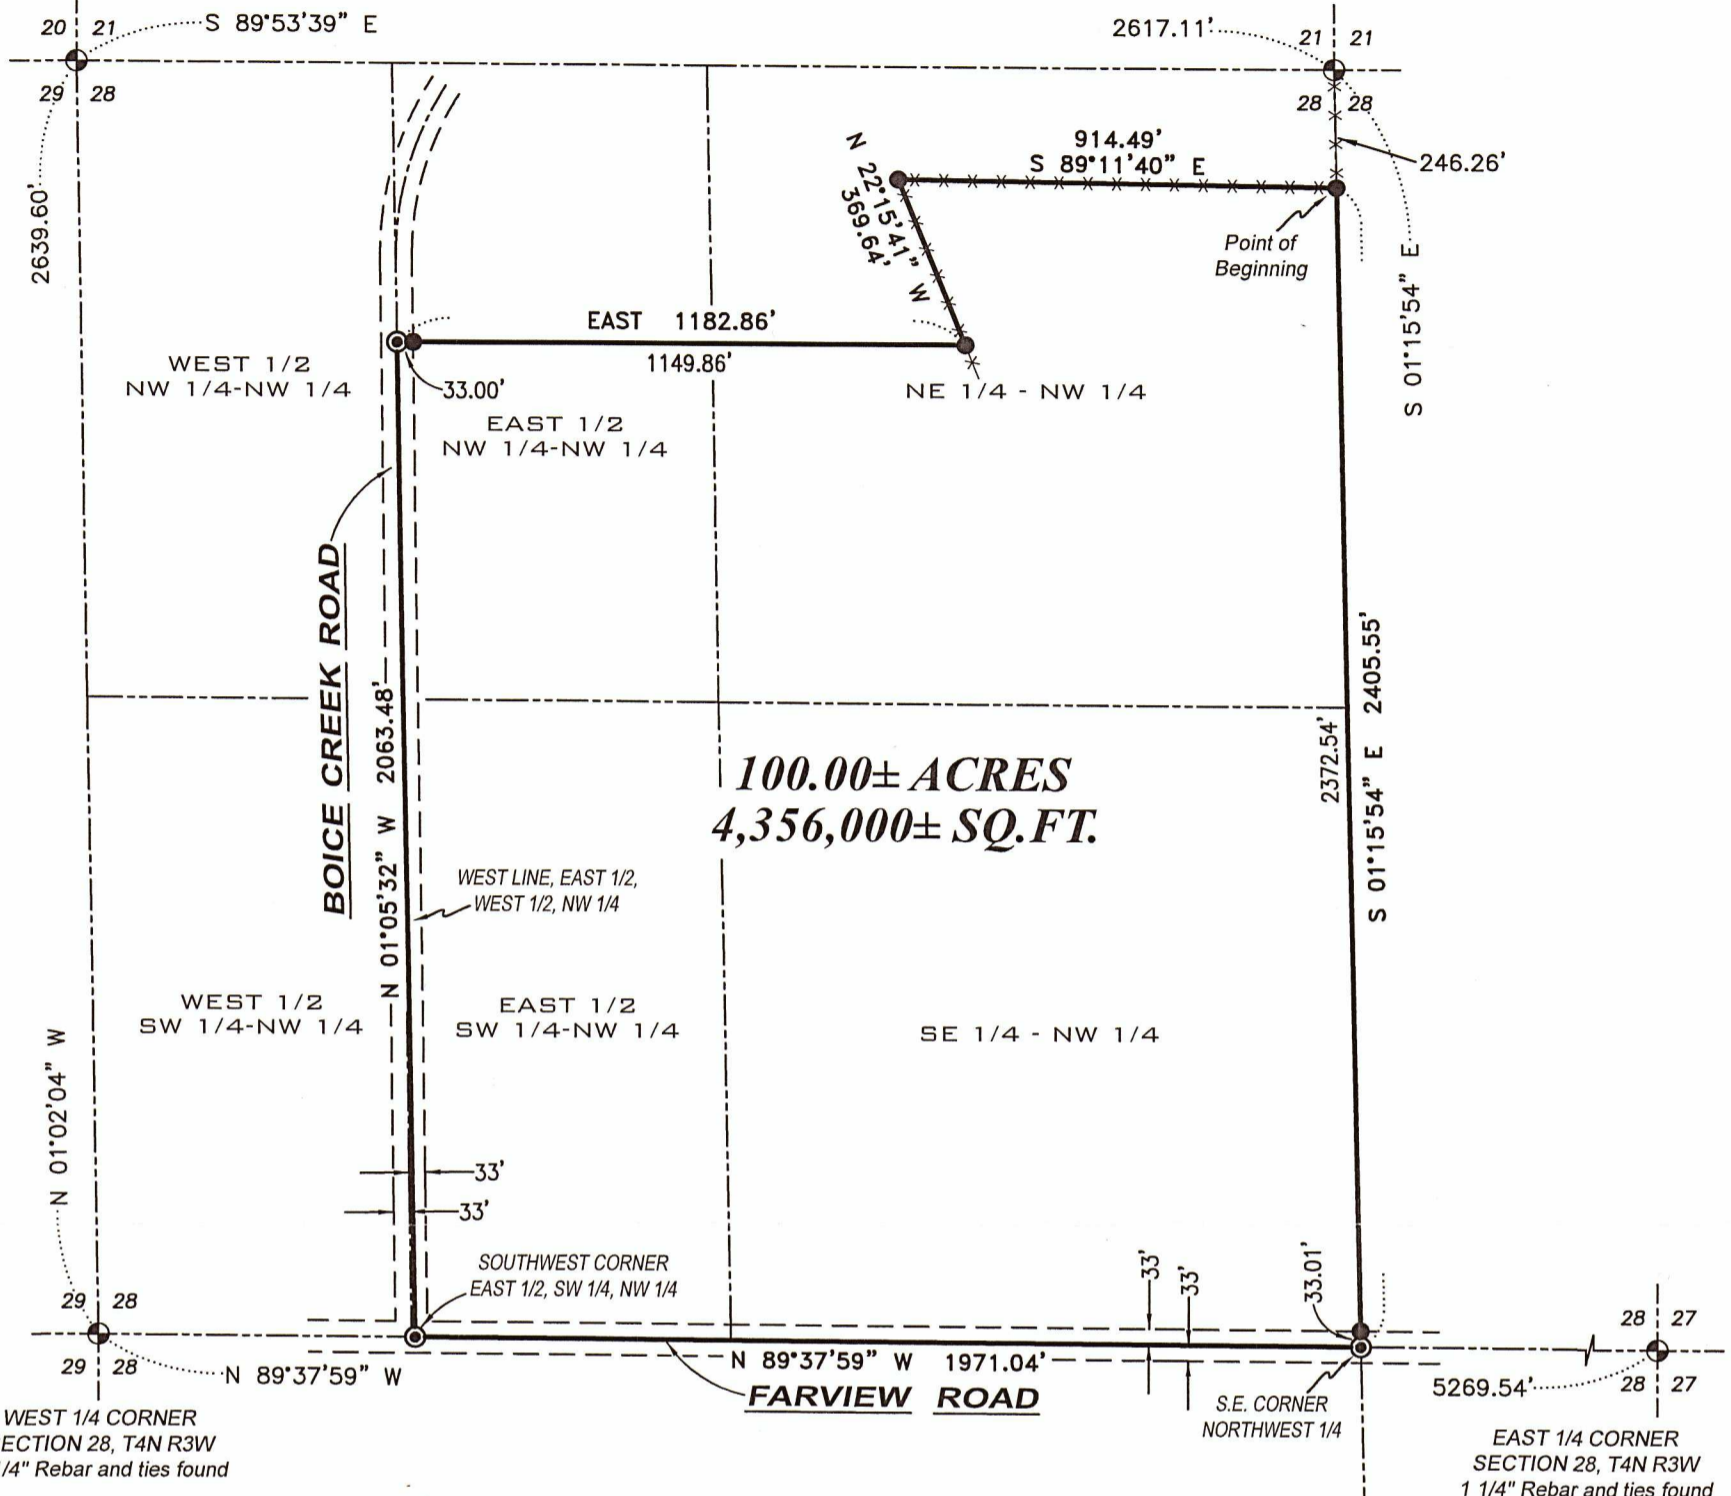 20 21
S 89°53'39" E
2617.11'
21 21
29 28
28 28
246.26'
914.49'
S 89°11'40" E
N 22°15'41" W
369.64'
Point of
Beginning
2639.60'
S 01°15'54" E
EAST 1182.86'
1149.86'
33.00'
WEST 1/2
NW 1/4-NW 1/4
EAST 1/2
NW 1/4-NW 1/4
NE 1/4 - NW 1/4
BOICE CREEK ROAD
N 01°05'32" W 2063.48'
S 01°15'54" E 2405.55'
2372.54'
100.00± ACRES
4,356,000± SQ.FT.
WEST LINE, EAST 1/2,
WEST 1/2, NW 1/4
WEST 1/2
SW 1/4-NW 1/4
EAST 1/2
SW 1/4-NW 1/4
SE 1/4 - NW 1/4
N 01°02'04" W
33'
33'
SOUTHWEST CORNER
EAST 1/2, SW 1/4, NW 1/4
33'
33'
33.01'
29 28
28 27
29 28
N 89°37'59" W
N 89°37'59" W 1971.04'
FARVIEW ROAD
S.E. CORNER
NORTHWEST 1/4
5269.54'
28 27
WEST 1/4 CORNER
ECTION 28, T4N R3W
/4" Rebar and ties found
EAST 1/4 CORNER
SECTION 28, T4N R3W
1 1/4" Rebar and ties found